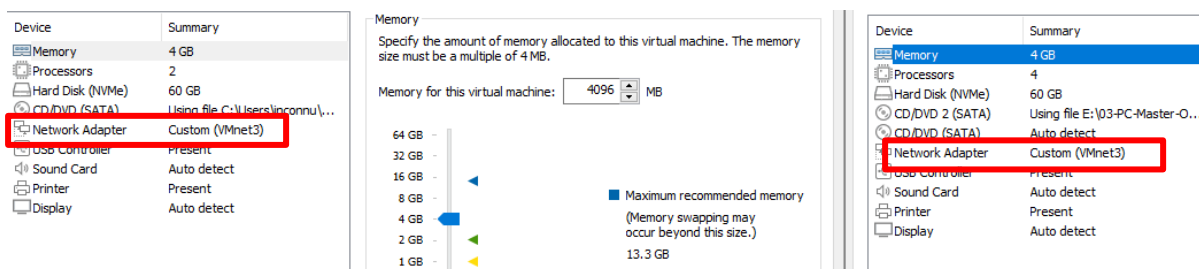 Device Summary
Memory 4 GB
Processors 2
Hard Disk (NVMe) 60 GB
CD/DVD (SATA) Using file C:\Users\inconnu\...
Network Adapter Custom (VMnet3)
USB Controller Present
Sound Card Auto detect
Printer Present
Display Auto detect
Memory
Specify the amount of memory allocated to this virtual machine. The memory
size must be a multiple of 4 MB.
Memory for this virtual machine: 4096 MB
64 GB
32 GB
16 GB
8 GB
4 GB
2 GB
1 GB
Maximum recommended memory
(Memory swapping may
occur beyond this size.)
13.3 GB
Device Summary
Memory 4 GB
Processors 4
Hard Disk (NVMe) 60 GB
CD/DVD 2 (SATA) Using file E:\03-PC-Master-O...
CD/DVD (SATA) Auto detect
Network Adapter Custom (VMnet3)
USB Controller Present
Sound Card Auto detect
Printer Present
Display Auto detect